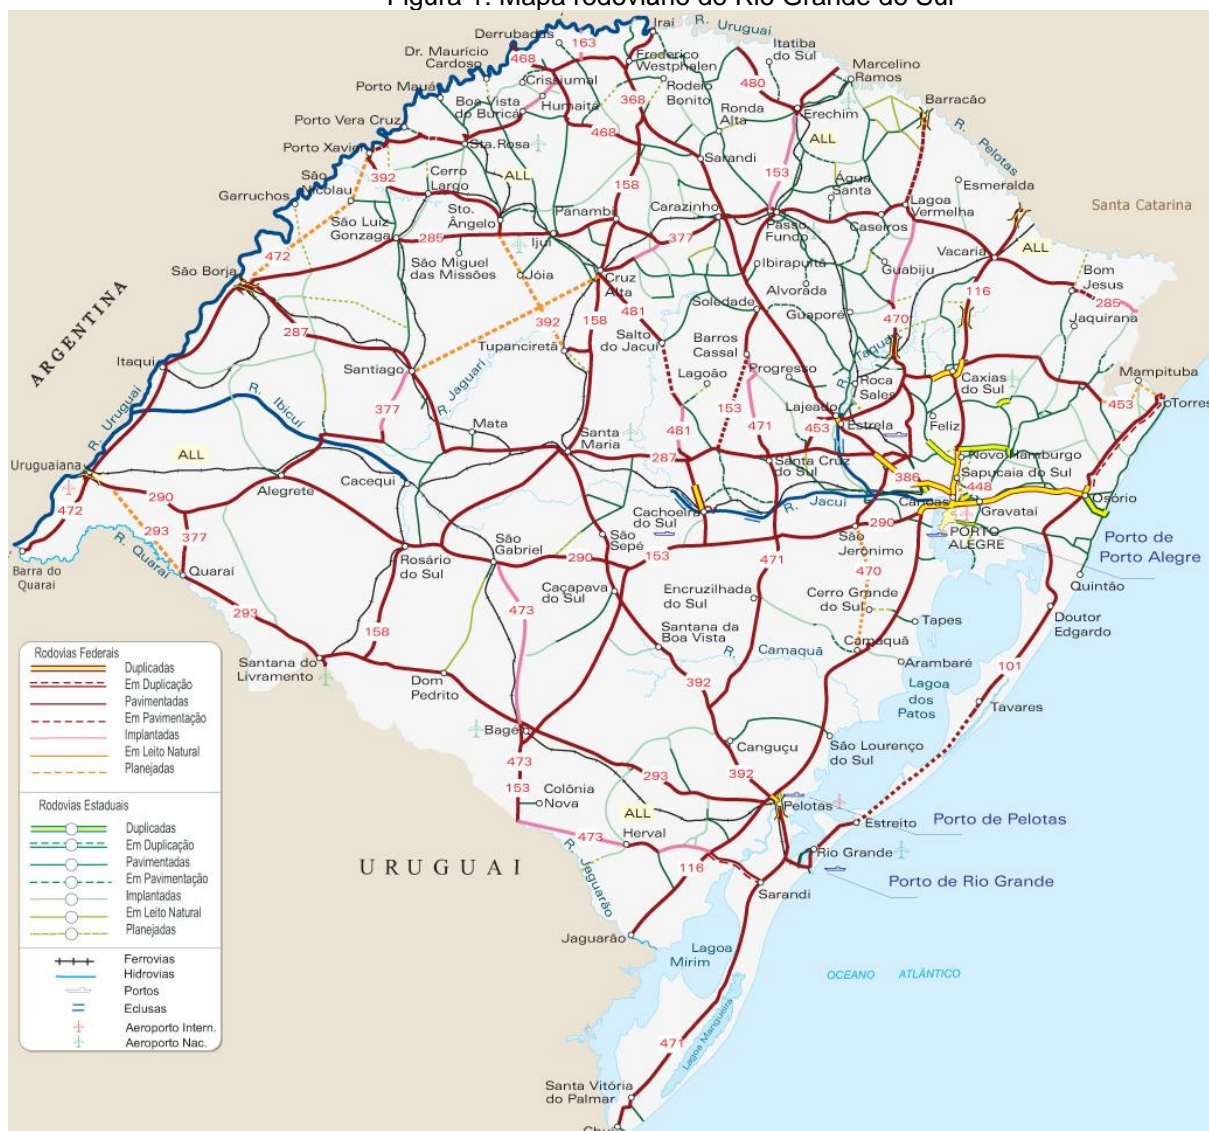 Figura 1: Mapa rodoviário do Rio Grande do Sul
Iraí
R. Uruguai
Derrubadas
163
Dr. Maurício
Cardoso
468
Frederico
Westphalen
Itatiba
do Sul
Marcelino
Ramos
Porto Mauá
Crissiumal
480
Boa Vista
do Buricá
Humaitá
368
Rodeio
Bonito
Ronda
Alta
Erechim
Barracão
Porto Vera Cruz
468
ALL
R. Pelotas
Porto Xavier
Sta. Rosa
Sarandi
153
São
Nicolau
392
Cerro
Largo
ALL
158
Água
Santa
Esmeralda
Garruchos
Sto.
Ângelo
Panambi
Carazinho
Lagoa
Vermelha
Santa Catarina
São Luiz
Gonzaga
285
Ijuí
377
Passo
Fundo
Caseiros
472
São Miguel
das Missões
Vacaria
ALL
São Borja
Jóia
Cruz
Alta
Ibirapuitã
Guabiju
Bom
Jesus
ARGENTINA
Alvorada
116
285
Soledade
Guaporé
Jaquirana
287
392
158
481
Salto
do Jacuí
Barros
Cassal
470
R. Taquari
Itaqui
Tupanciretã
Santiago
R. Jaguari
Lagoão
Progresso
Roca
Sales
Caxias
do Sul
Mampituba
R. Ibicuí
377
153
Lajeado
453
Torres
R. Uruguai
Mata
Santa
Maria
481
471
453
Estrela
Feliz
ALL
287
Santa Cruz
do Sul
Novo Hamburgo
Uruguaiana
386
Sapucaia do Sul
448
Alegrete
Cacequi
Canoas
Osório
290
Cachoeira
do Sul
R. Jacuí
Gravataí
472
293
377
São
Sepé
290
PORTO
ALEGRE
Porto de
Porto Alegre
R. Quaraí
São
Gabriel
290
153
471
São
Jerônimo
Barra do
Quaraí
Quaraí
Rosário
do Sul
470
Quintão
293
473
Caçapava
do Sul
Encruzilhada
do Sul
Cerro Grande
do Sul
Tapes
Doutor
Edgardo
158
Santana da
Boa Vista
Camaquã
Santana do
Livramento
R. Camaquã
Arambaré
101
Dom
Pedrito
392
Lagoa
dos
Patos
Tavares
Bagé
Canguçu
São Lourenço
do Sul
473
293
392
153
Colônia
Nova
Pelotas
Porto de Pelotas
ALL
Estreito
473
Herval
URUGUAI
R. Jaguarão
116
Rio Grande
Porto de Rio Grande
Sarandi
Jaguarão
Lagoa
Mirim
OCEANO ATLÂNTICO
471
Lagoa Mangueira
Santa Vitória
do Palmar
Chuí
Rodovias Federais
Duplicadas
Em Duplicação
Pavimentadas
Em Pavimentação
Implantadas
Em Leito Natural
Planejadas
Rodovias Estaduais
Duplicadas
Em Duplicação
Pavimentadas
Em Pavimentação
Implantadas
Em Leito Natural
Planejadas
Ferrovias
Hidrovias
Portos
Eclusas
Aeroporto Intern.
Aeroporto Nac.